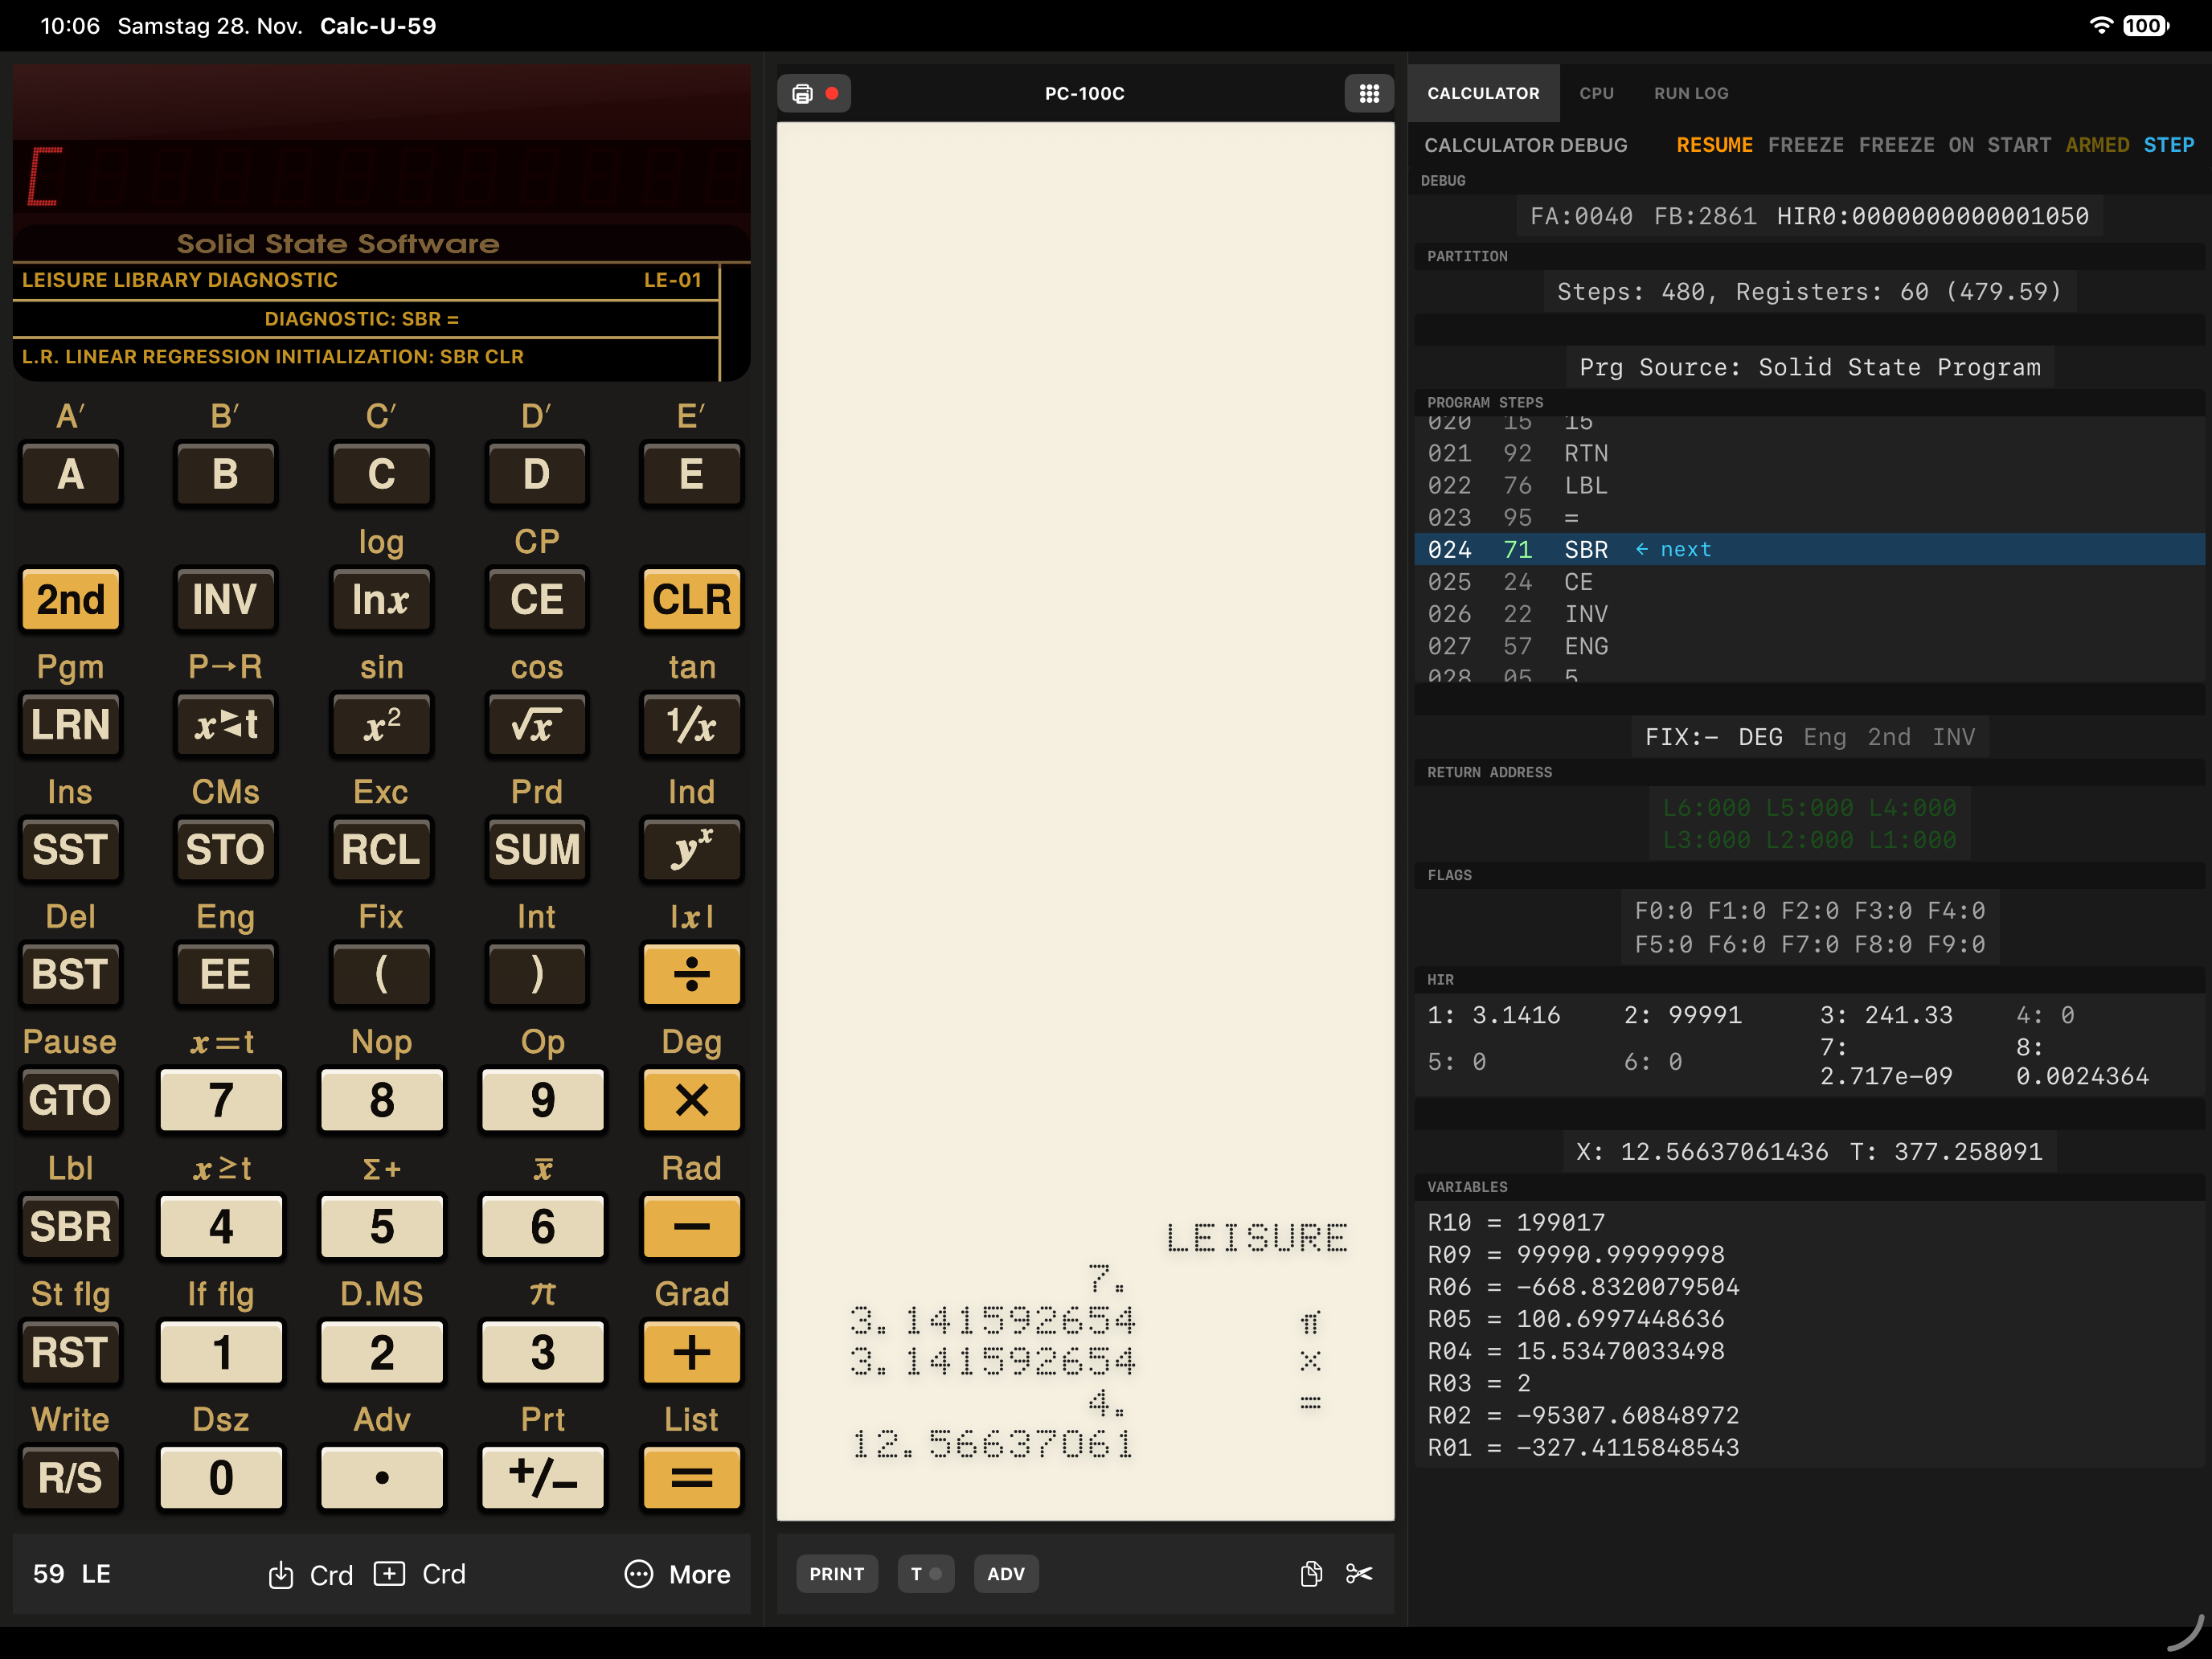 10:06 Samstag 28. Nov. Calc-U-59
100
C
Solid State Software
LEISURE LIBRARY DIAGNOSTIC LE-01
DIAGNOSTIC: SBR =
L.R. LINEAR REGRESSION INITIALIZATION: SBR CLR
A′ B′ C′ D′ E′
A B C D E
log CP
2nd INV lnx CE CLR
Pgm P→R sin cos tan
LRN x⇄t x² √x 1/x
Ins CMs Exc Prd Ind
SST STO RCL SUM yˣ
Del Eng Fix Int |x|
BST EE ( ) ÷
Pause x=t Nop Op Deg
GTO 7 8 9 ×
Lbl x≥t Σ+ x̄ Rad
SBR 4 5 6 −
St flg If flg D.MS π Grad
RST 1 2 3 +
Write Dsz Adv Prt List
R/S 0 • +/− =
59 LE Crd Crd More
PC-100C
LEISURE
7.
3.141592654 π
3.141592654 ×
4. =
12.56637061
PRINT T ADV
CALCULATOR CPU RUN LOG
CALCULATOR DEBUG RESUME FREEZE FREEZE ON START ARMED STEP
DEBUG
FA:0040 FB:2861 HIR0:0000000000001050
PARTITION
Steps: 480, Registers: 60 (479.59)
Prg Source: Solid State Program
PROGRAM STEPS
020 15 15
021 92 RTN
022 76 LBL
023 95 =
024 71 SBR ← next
025 24 CE
026 22 INV
027 57 ENG
028 05 5
FIX:– DEG Eng 2nd INV
RETURN ADDRESS
L6:000 L5:000 L4:000
L3:000 L2:000 L1:000
FLAGS
F0:0 F1:0 F2:0 F3:0 F4:0
F5:0 F6:0 F7:0 F8:0 F9:0
HIR
1: 3.1416 2: 99991 3: 241.33 4: 0
5: 0 6: 0 7: 2.717e-09 8: 0.0024364
X: 12.56637061436 T: 377.258091
VARIABLES
R10 = 199017
R09 = 99990.99999998
R06 = -668.8320079504
R05 = 100.6997448636
R04 = 15.53470033498
R03 = 2
R02 = -95307.60848972
R01 = -327.4115848543